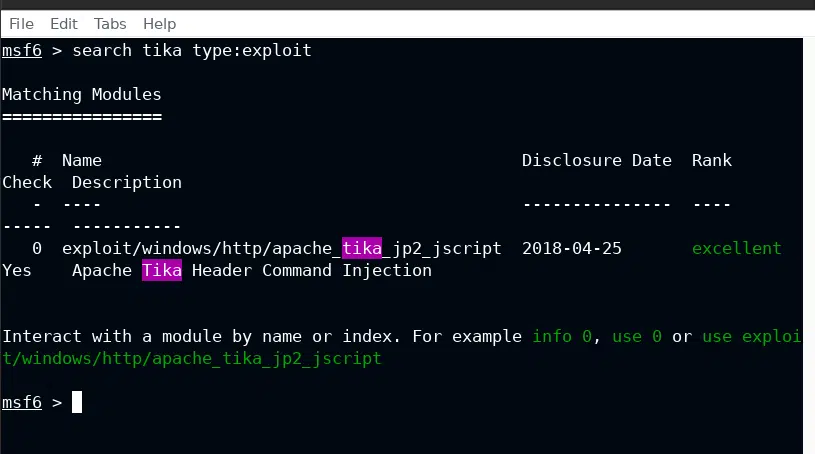 File Edit Tabs Help
msf6 > search tika type:exploit
Matching Modules
================
# Name Disclosure Date Rank
Check Description
- ---- --------------- ----
----- -----------
0 exploit/windows/http/apache_tika_jp2_jscript 2018-04-25 excellent
Yes Apache Tika Header Command Injection
Interact with a module by name or index. For example info 0, use 0 or use exploi
t/windows/http/apache_tika_jp2_jscript
msf6 >